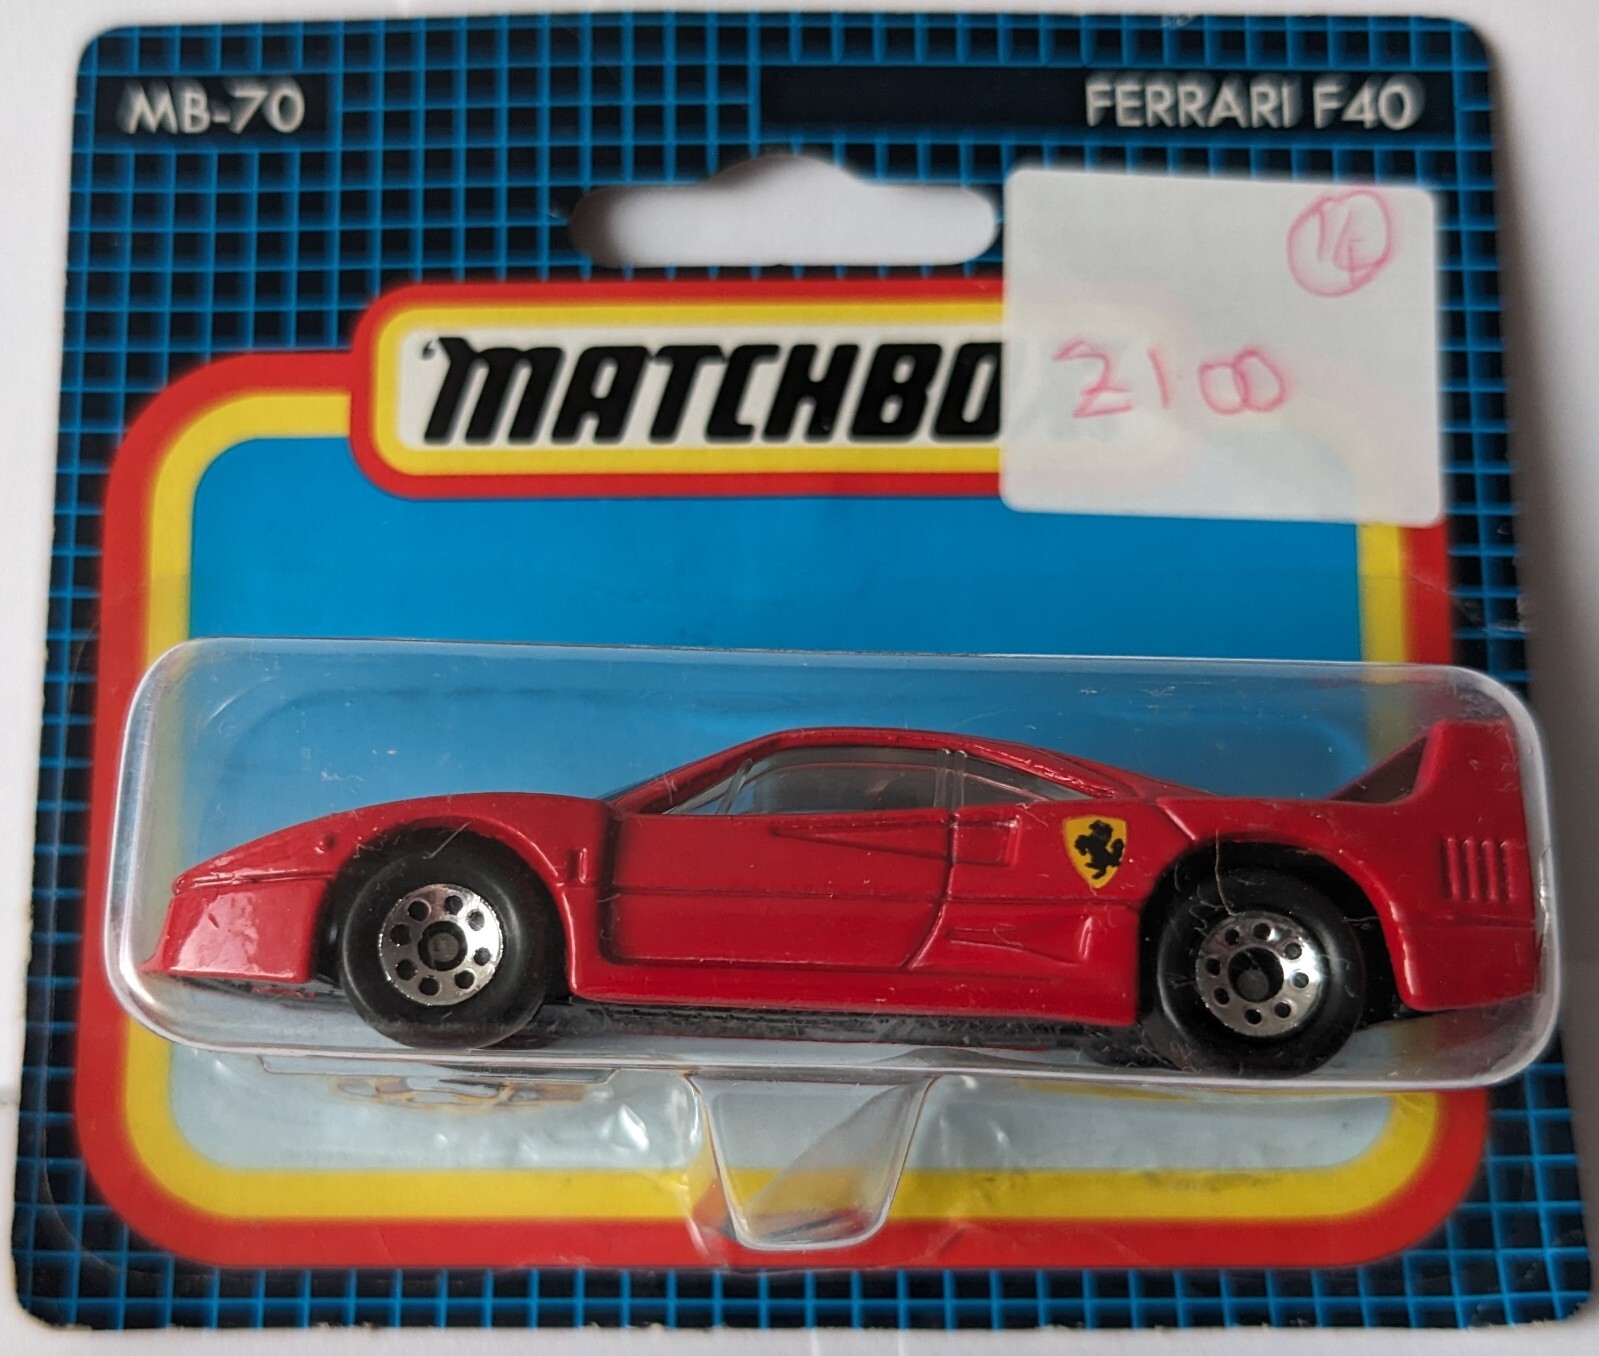 MB-70
FERRARI F40
'MATCHBO
£1.00